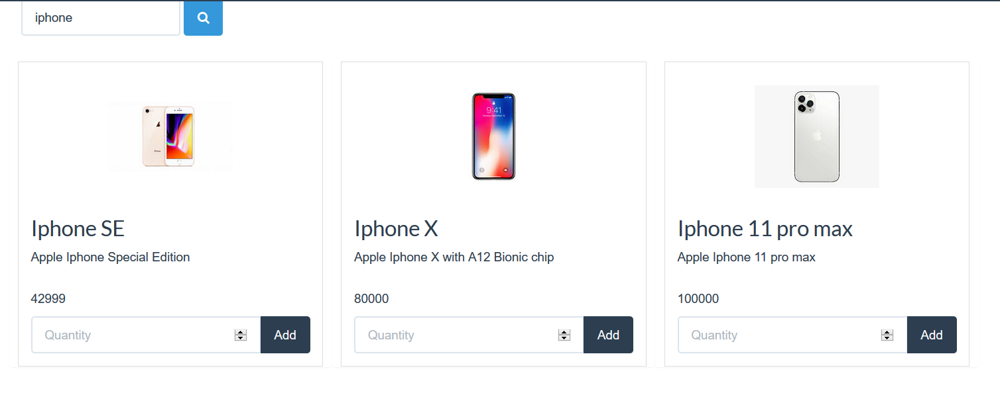 iphone
9:41
Iphone SE
Apple Iphone Special Edition
42999
Quantity
Add
Iphone X
Apple Iphone X with A12 Bionic chip
80000
Quantity
Add
Iphone 11 pro max
Apple Iphone 11 pro max
100000
Quantity
Add